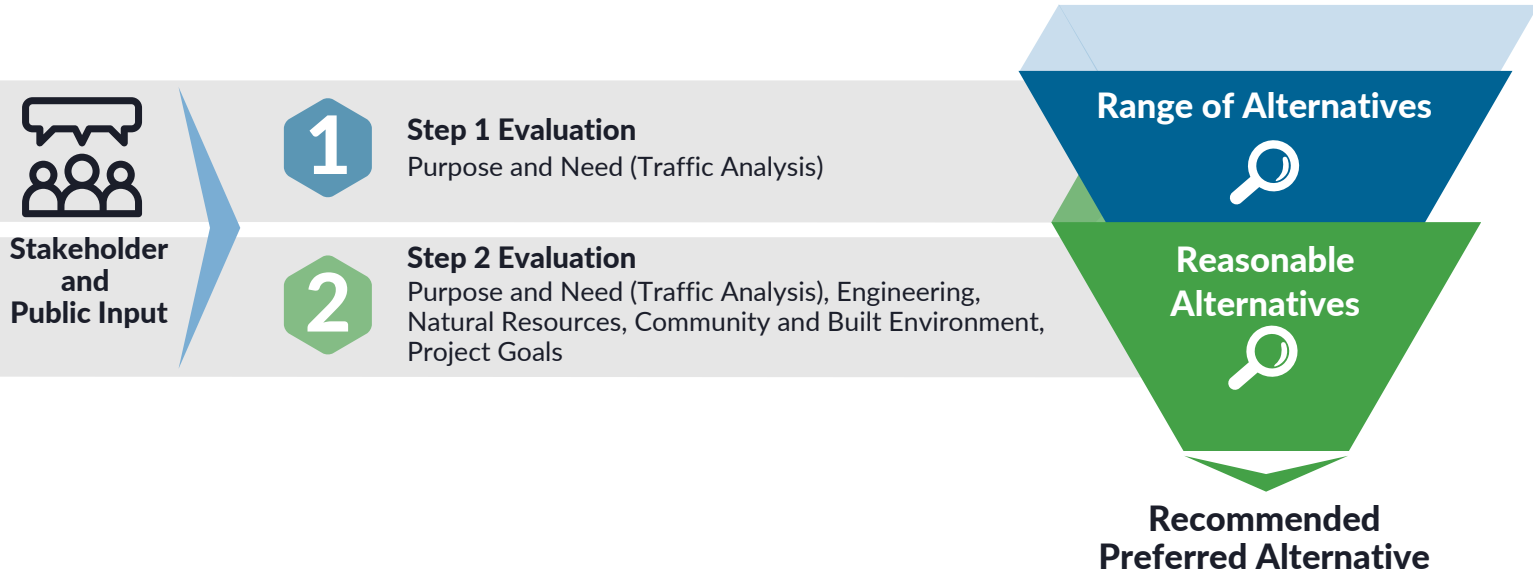 Stakeholder
and
Public Input
1
Step 1 Evaluation
Purpose and Need (Traffic Analysis)
2
Step 2 Evaluation
Purpose and Need (Traffic Analysis), Engineering,
Natural Resources, Community and Built Environment,
Project Goals
Range of Alternatives
Reasonable
Alternatives
Recommended
Preferred Alternative